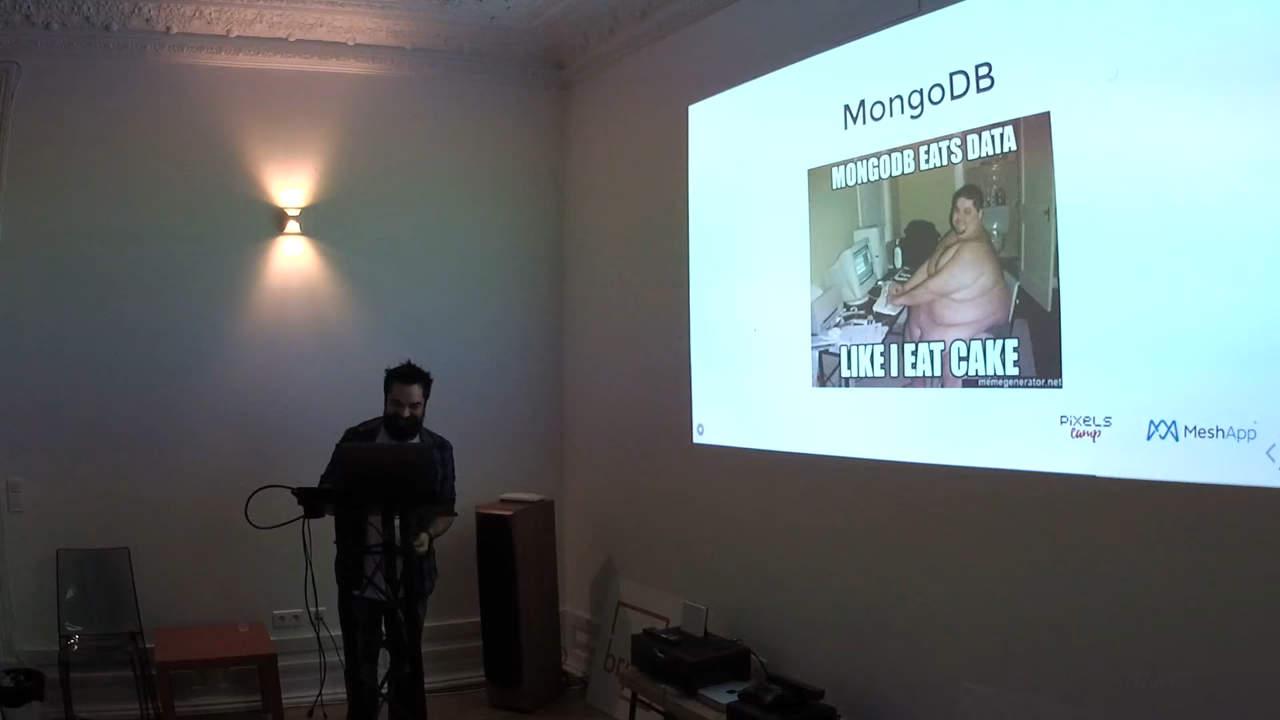 MongoDB
MONGODB EATS DATA
LIKE I EAT CAKE
memegenerator.net
PixELS
camp
MeshApp